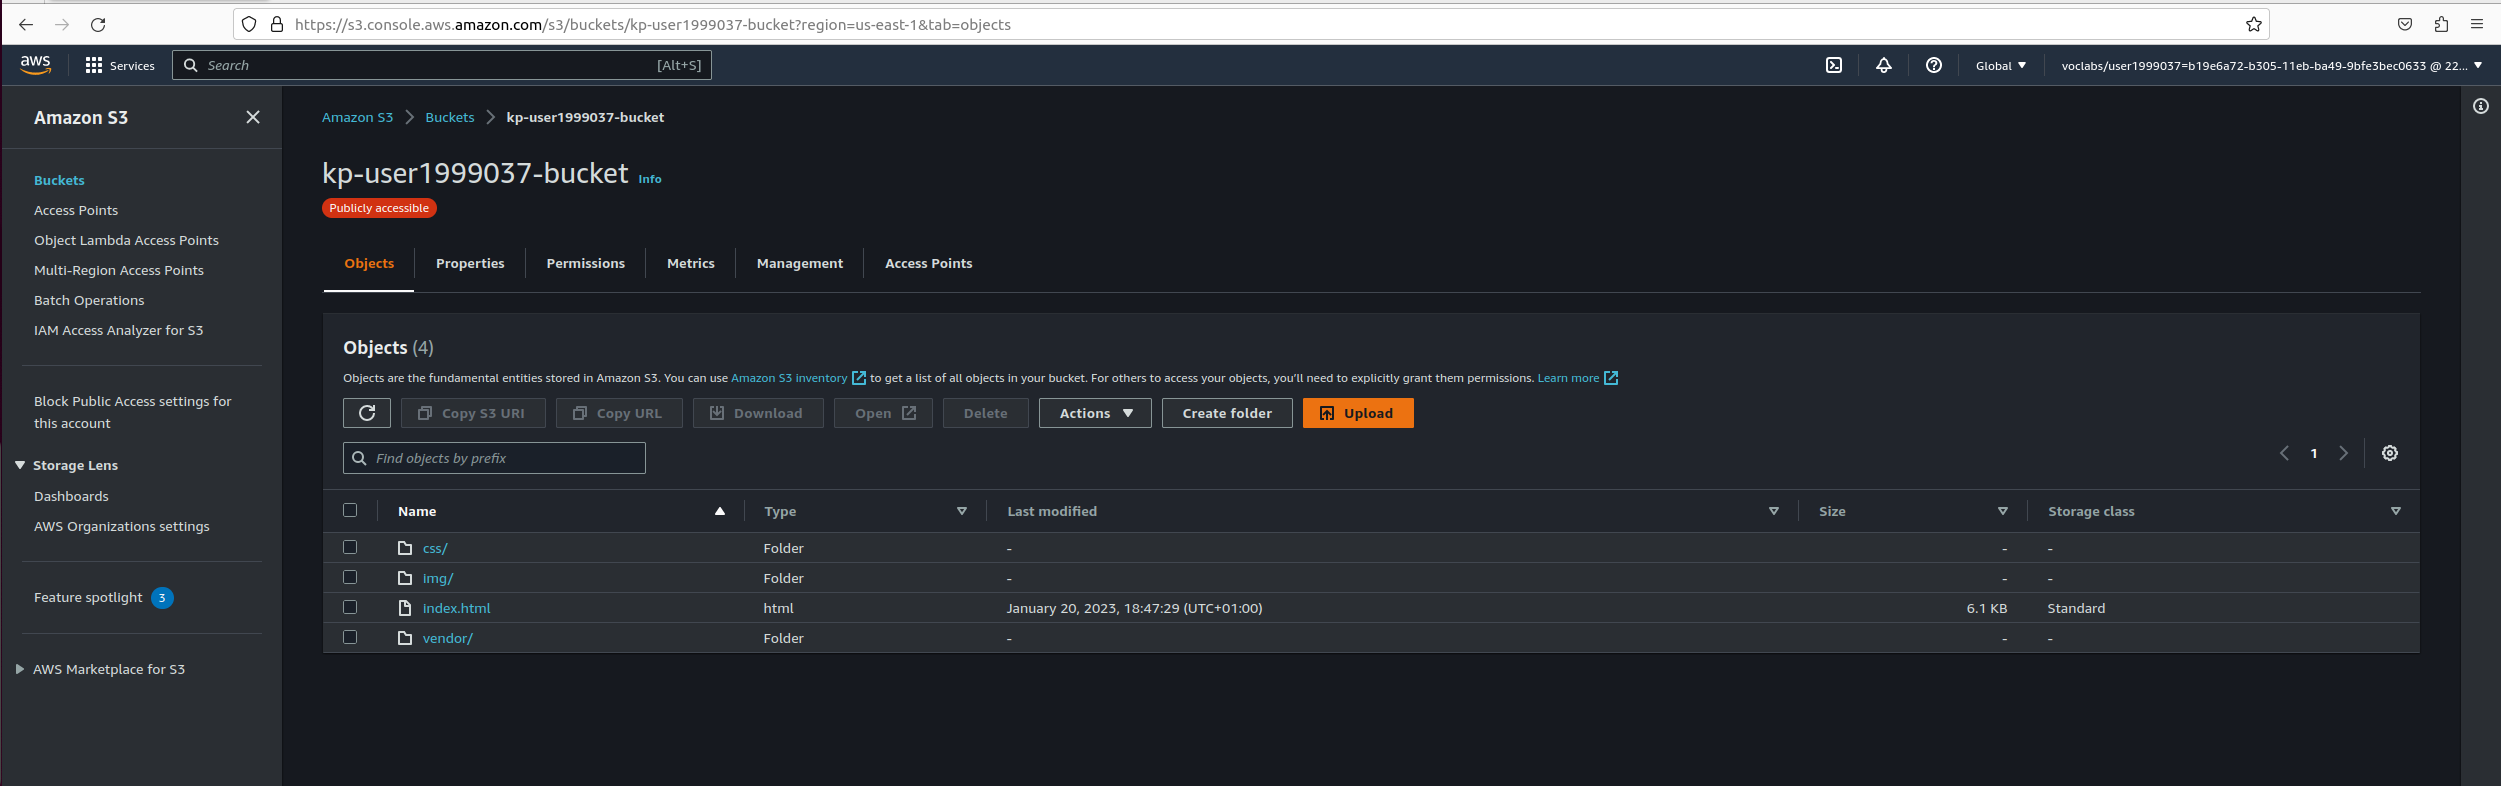 https://s3.console.aws.amazon.com/s3/buckets/kp-user1999037-bucket?region=us-east-1&tab=objects
aws
Services
Search
[Alt+S]
Global
voclabs/user1999037=b19e6a72-b305-11eb-ba49-9bfe3bec0633 @ 22...
Amazon S3
Buckets
Access Points
Object Lambda Access Points
Multi-Region Access Points
Batch Operations
IAM Access Analyzer for S3
Block Public Access settings for
this account
Storage Lens
Dashboards
AWS Organizations settings
Feature spotlight 3
AWS Marketplace for S3
Amazon S3 > Buckets > kp-user1999037-bucket
kp-user1999037-bucket Info
Publicly accessible
Objects Properties Permissions Metrics Management Access Points
Objects (4)
Objects are the fundamental entities stored in Amazon S3. You can use Amazon S3 inventory to get a list of all objects in your bucket. For others to access your objects, you'll need to explicitly grant them permissions. Learn more
Copy S3 URI Copy URL Download Open Delete Actions Create folder Upload
Find objects by prefix
1
Name Type Last modified Size Storage class
css/ Folder - - -
img/ Folder - - -
index.html html January 20, 2023, 18:47:29 (UTC+01:00) 6.1 KB Standard
vendor/ Folder - - -